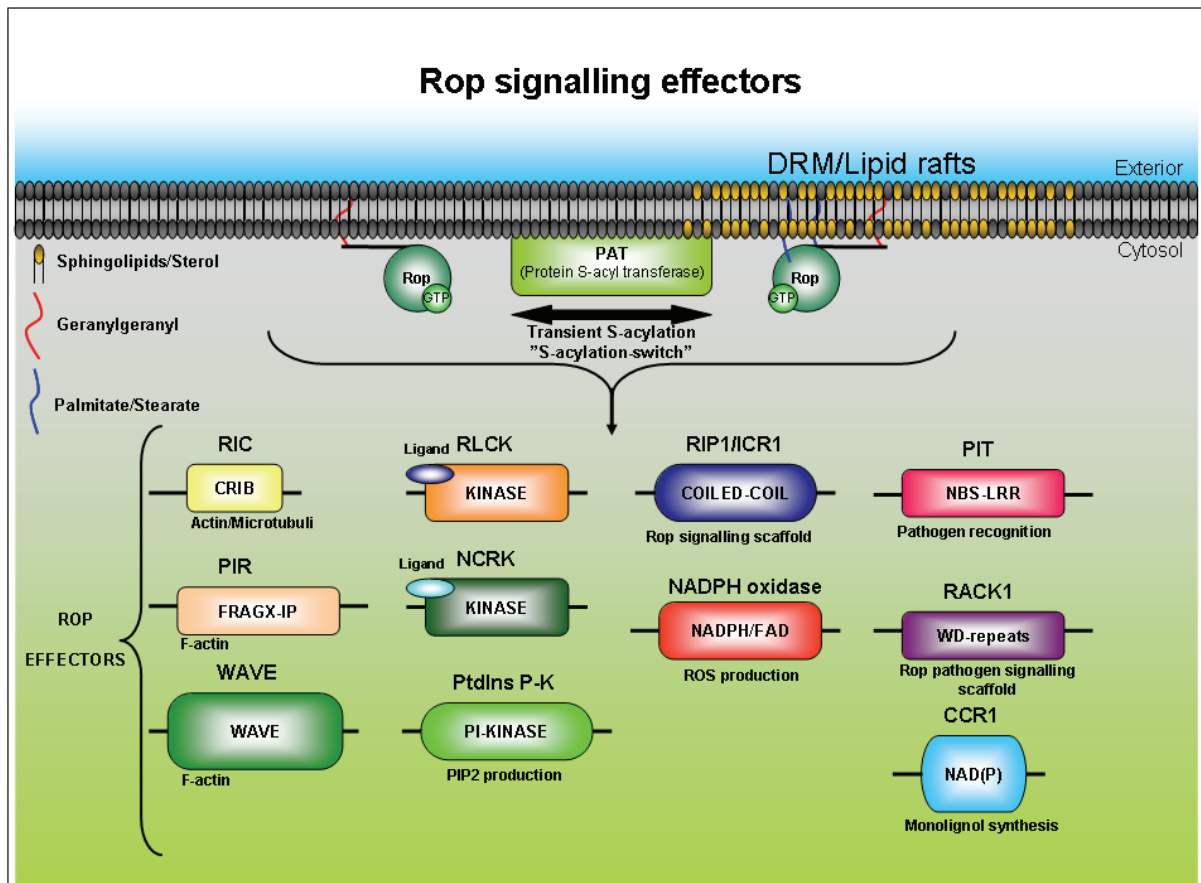 Rop signalling effectors
DRM/Lipid rafts
Exterior
Cytosol
PAT
(Protein S-acyl transferase)
Rop
GTP
Rop
GTP
Transient S-acylation
"S-acylation-switch”
Sphingolipids/Sterol
Geranylgeranyl
Palmitate/Stearate
ROP
EFFECTORS
RIC
CRIB
Actin/Microtubuli
PIR
FRAGX-IP
F-actin
WAVE
WAVE
F-actin
RLCK
Ligand
KINASE
NCRK
Ligand
KINASE
PtdIns P-K
PI-KINASE
PIP2 production
RIP1/ICR1
COILED-COIL
Rop signalling scaffold
NADPH oxidase
NADPH/FAD
ROS production
PIT
NBS-LRR
Pathogen recognition
RACK1
WD-repeats
Rop pathogen signalling
scaffold
CCR1
NAD(P)
Monolignol synthesis